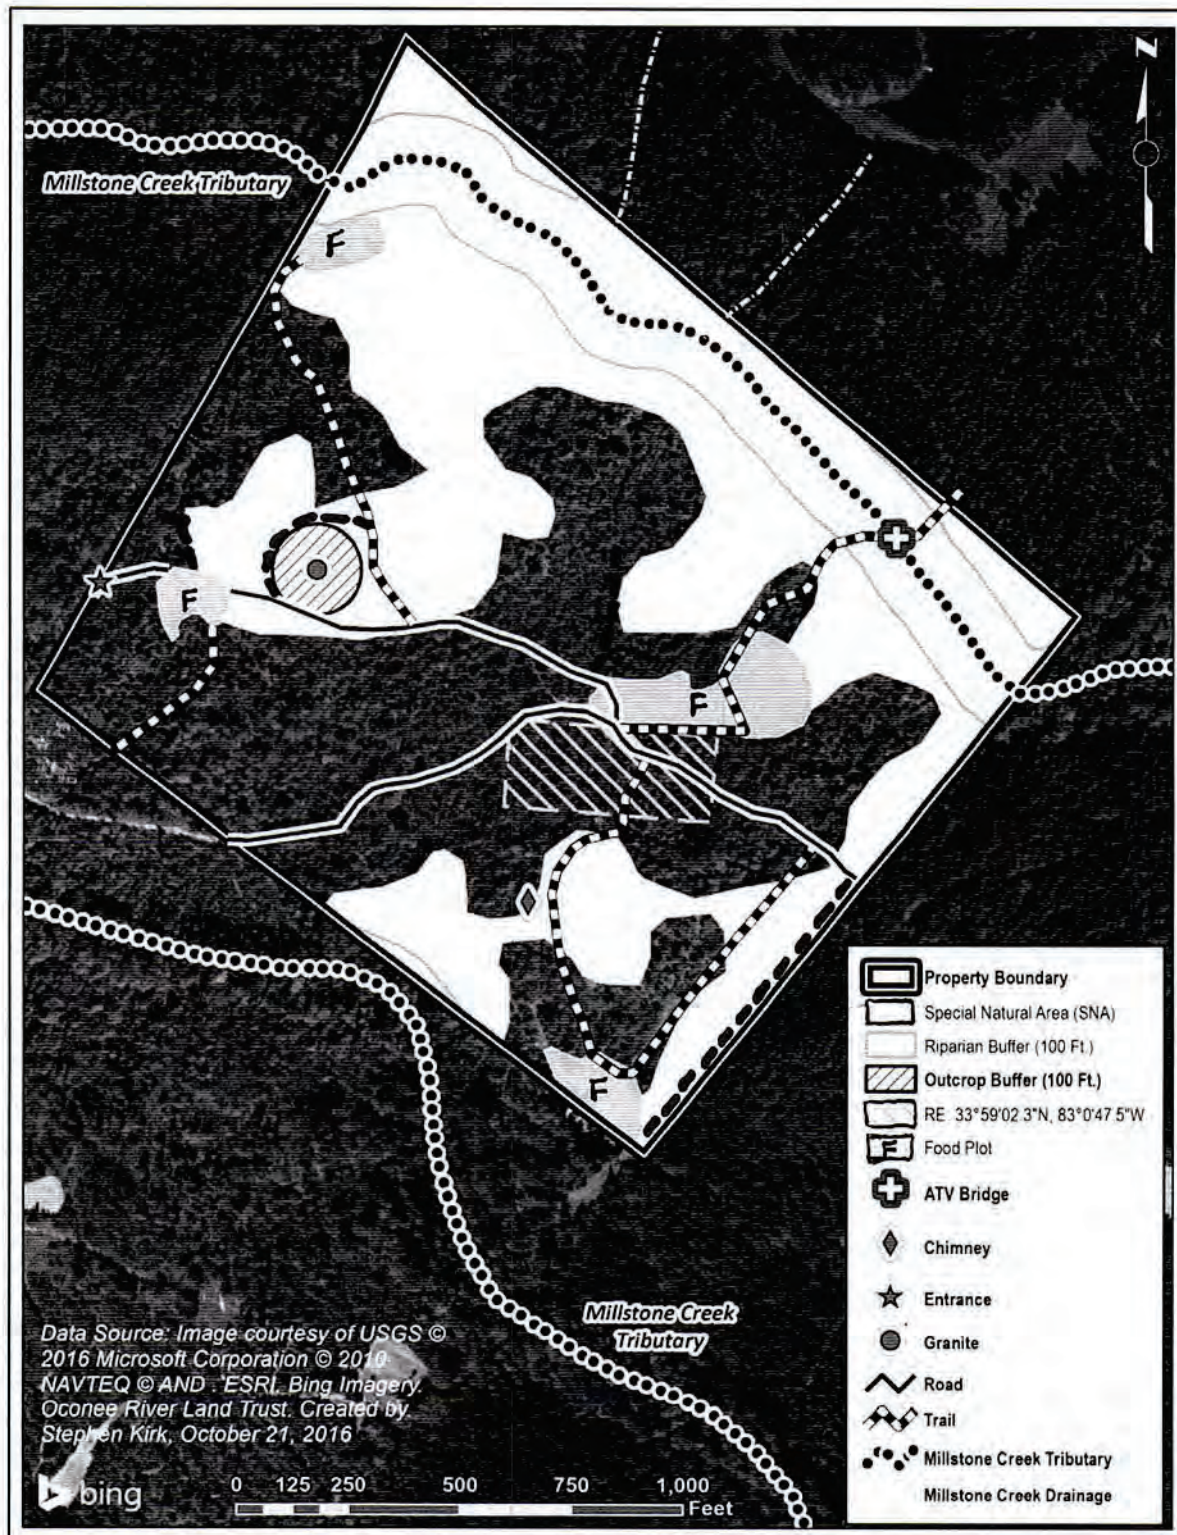 Z
Millstone Creek Tributary
F
F
F
F
Property Boundary
Special Natural Area (SNA)
Riparian Buffer (100 Ft.)
Outcrop Buffer (100 Ft.)
RE 33°59'02 3"N, 83°0'47 5"W
F Food Plot
ATV Bridge
Chimney
Entrance
Granite
Road
Trail
Millstone Creek Tributary
Millstone Creek Drainage
Millstone Creek
Tributary
Data Source: Image courtesy of USGS ©
2016 Microsoft Corporation © 2010
NAVTEQ © AND . ESRI, Bing Imagery.
Oconee River Land Trust. Created by.
Stephen Kirk, October 21, 2016
bing
0 125 250 500 750 1,000
Feet